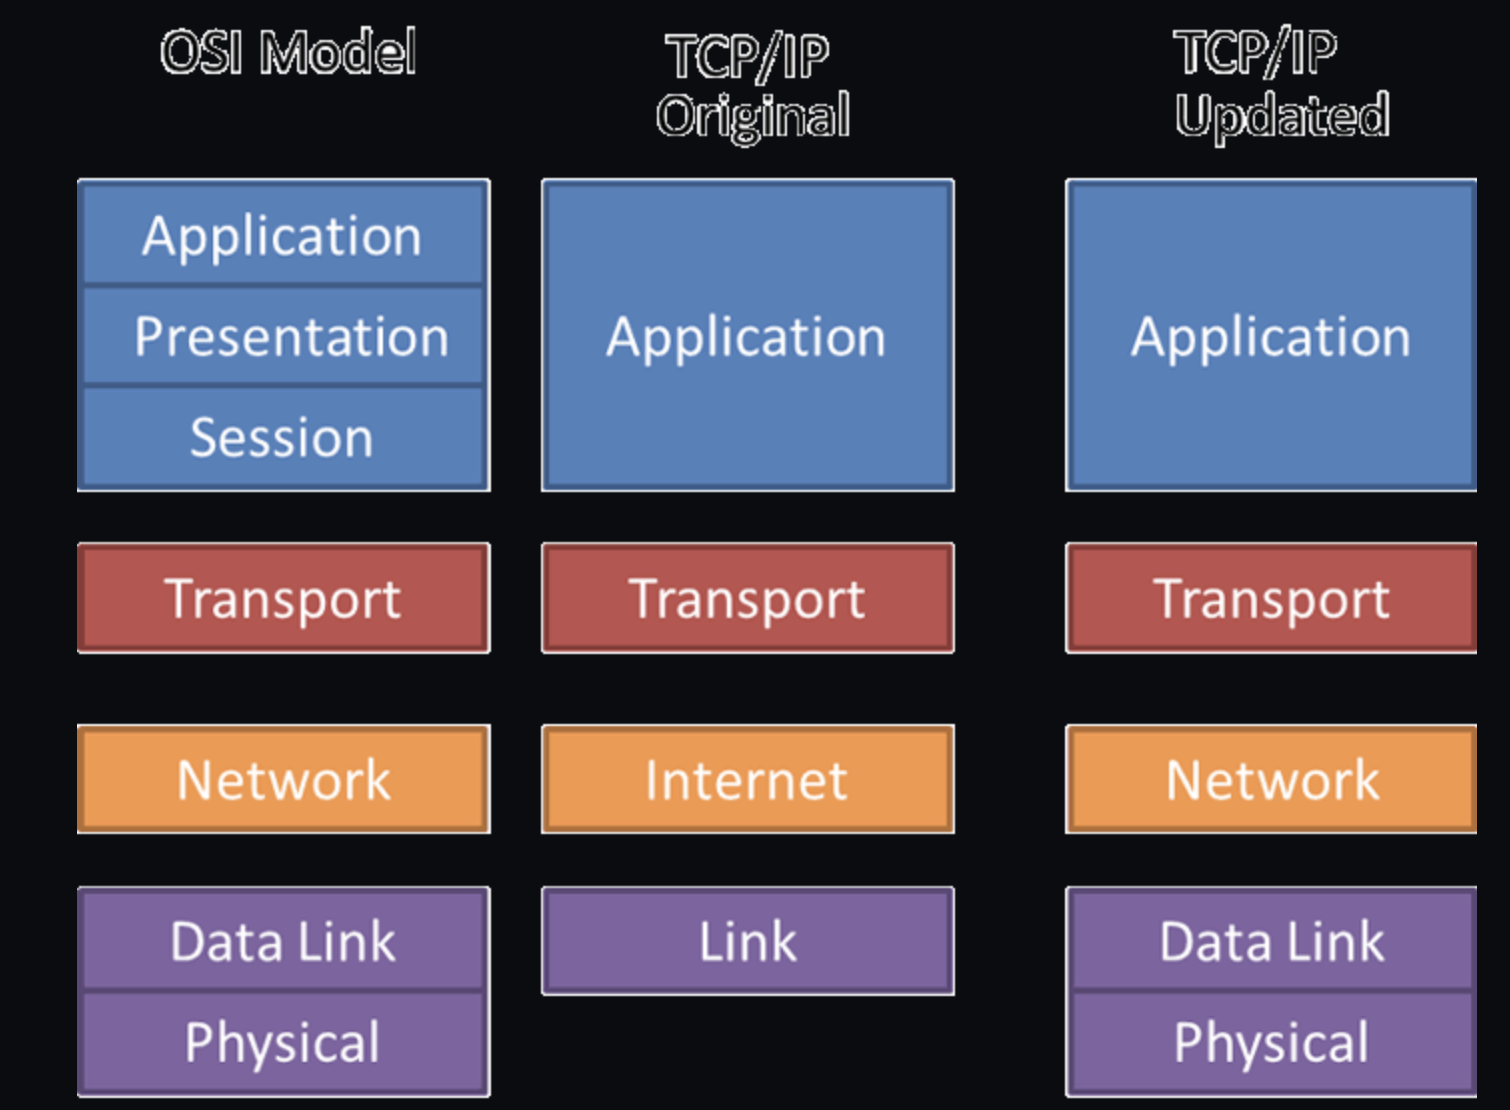 OSI Model
TCP/IP
Original
TCP/IP
Updated
Application
Presentation
Session
Application
Application
Transport
Transport
Transport
Network
Internet
Network
Data Link
Physical
Link
Data Link
Physical